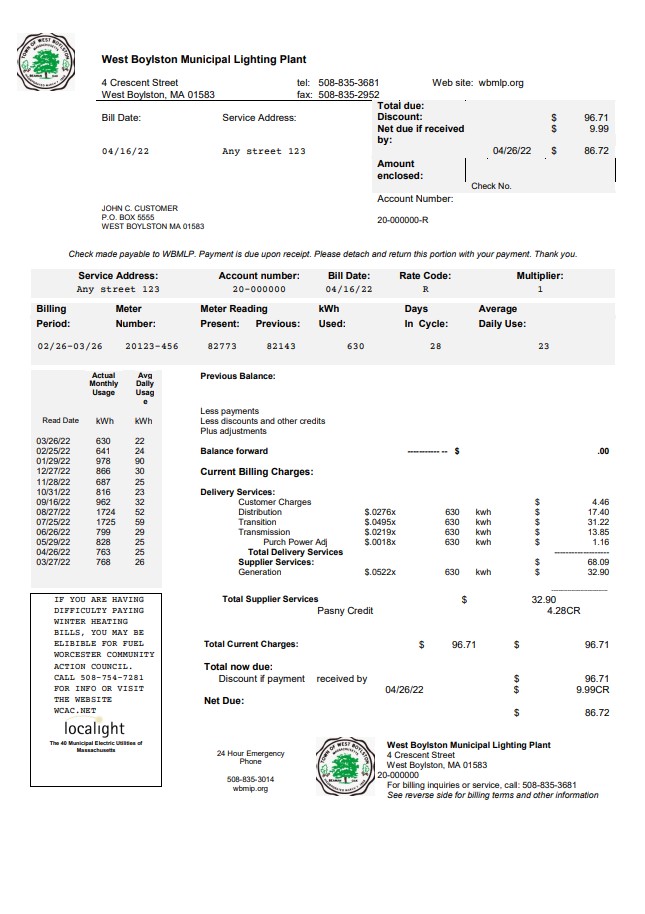 TOWN OF WEST BOYLSTON
MASSACHUSETTS
West Boylston Municipal Lighting Plant
4 Crescent Street tel: 508-835-3681 Web site: wbmlp.org
West Boylston, MA 01583 fax: 508-835-2952
Total due:
Bill Date: Service Address: Discount: $ 96.71
Net due if received by: $ 9.99
04/16/22 Any street 123 04/26/22 $ 86.72
Amount enclosed:
Check No.
Account Number:
JOHN C. CUSTOMER
P.O. BOX 5555 20-000000-R
WEST BOYLSTON MA 01583
Check made payable to WBMLP. Payment is due upon receipt. Please detach and return this portion with your payment. Thank you.
Service Address: Account number: Bill Date: Rate Code: Multiplier:
Any street 123 20-000000 04/16/22 R 1
Billing Meter Meter Reading kWh Days Average
Period: Number: Present: Previous: Used: In Cycle: Daily Use:
02/26-03/26 20123-456 82773 82143 630 28 23
Actual Monthly Usage Avg Daily Usag e
Read Date kWh kWh
03/26/22 630 22
02/25/22 641 24
01/29/22 978 90
12/27/22 866 30
11/28/22 687 25
10/31/22 816 23
09/16/22 962 32
08/27/22 1724 52
07/25/22 1725 59
06/26/22 799 29
05/29/22 828 25
04/26/22 763 25
03/27/22 768 26
IF YOU ARE HAVING
DIFFICULTY PAYING
WINTER HEATING
BILLS, YOU MAY BE
ELIBIBLE FOR FUEL
WORCESTER COMMUNITY
ACTION COUNCIL.
CALL 508-754-7281
FOR INFO OR VISIT
THE WEBSITE
WCAC.NET
localight
The 40 Municipal Electric Utilities of
Massachusetts
Previous Balance:
Less payments
Less discounts and other credits
Plus adjustments
Balance forward ----------- -- $ .00
Current Billing Charges:
Delivery Services:
Customer Charges $ 4.46
Distribution $.0276x 630 kwh $ 17.40
Transition $.0495x 630 kwh $ 31.22
Transmission $.0219x 630 kwh $ 13.85
Purch Power Adj $.0018x 630 kwh $ 1.16
Total Delivery Services -------------------
Supplier Services: $ 68.09
Generation $.0522x 630 kwh $ 32.90
-------------------
Total Supplier Services $ 32.90
Pasny Credit 4.28CR
Total Current Charges: $ 96.71 $ 96.71
Total now due:
Discount if payment received by $ 96.71
04/26/22 $ 9.99CR
Net Due:
$ 86.72
24 Hour Emergency
Phone
508-835-3014
wbmip.org
TOWN OF WEST BOYLSTON
MASSACHUSETTS
West Boylston Municipal Lighting Plant
4 Crescent Street
West Boylston, MA 01583
20-000000
For billing inquiries or service, call: 508-835-3681
See reverse side for billing terms and other information